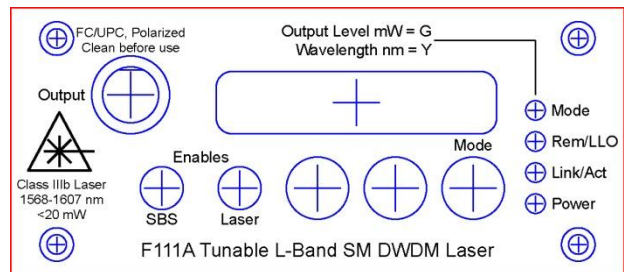 FC/UPC, Polarized
Clean before use
Output Level mW = G
Wavelength nm = Y
Output
Mode
Rem/LLO
Link/Act
Power
Enables
Mode
SBS
Laser
Class IIIb Laser
1568-1607 nm
<20 mW
F111A Tunable L-Band SM DWDM Laser